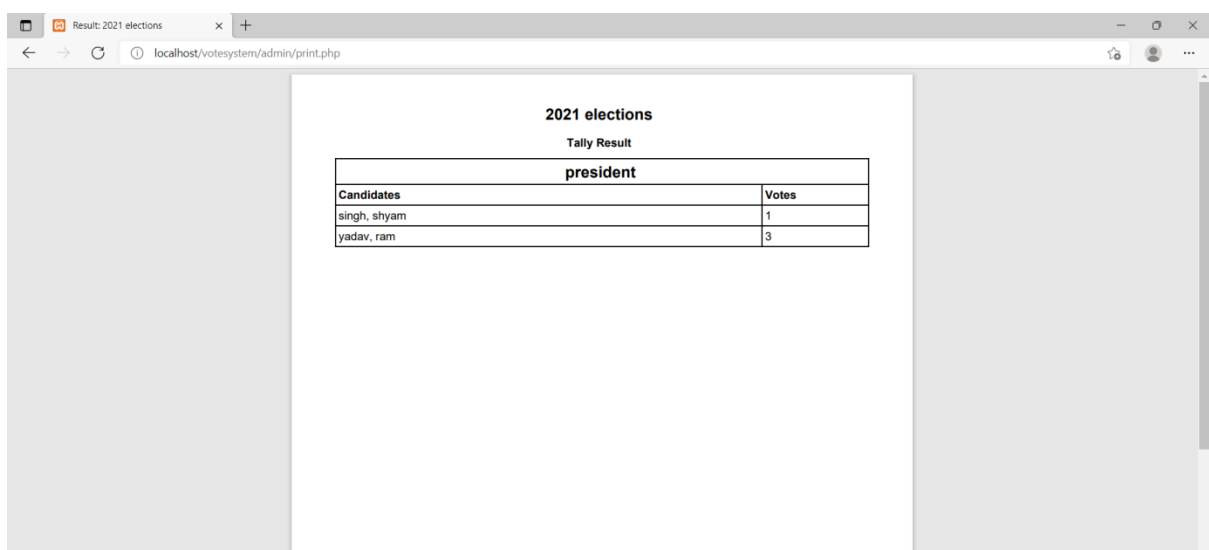 Result: 2021 elections
localhost/votesystem/admin/print.php
2021 elections
Tally Result
president
Candidates Votes
singh, shyam 1
yadav, ram 3